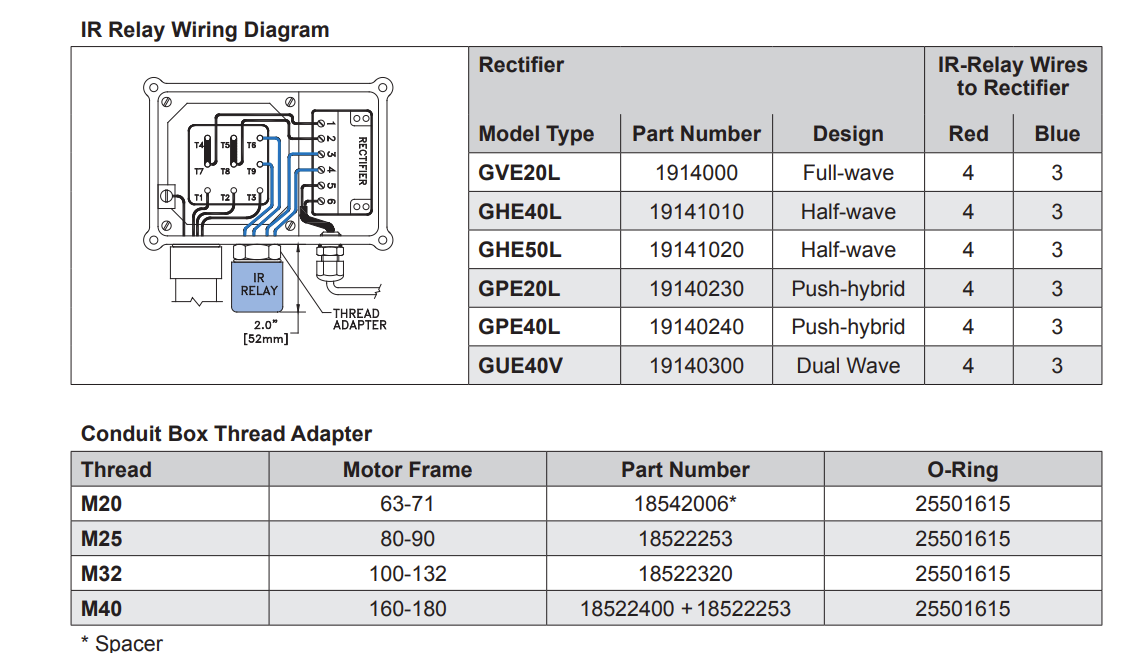 IR Relay Wiring Diagram
T4 T5 T6
T7 T8 T9
T1 T2 T3
1
2
3
4
5
6
RECTIFIER
IR
RELAY
THREAD
ADAPTER
2.0”
[52mm]
Rectifier IR-Relay Wires
to Rectifier
Model Type Part Number Design Red Blue
GVE20L 1914000 Full-wave 4 3
GHE40L 19141010 Half-wave 4 3
GHE50L 19141020 Half-wave 4 3
GPE20L 19140230 Push-hybrid 4 3
GPE40L 19140240 Push-hybrid 4 3
GUE40V 19140300 Dual Wave 4 3
Conduit Box Thread Adapter
Thread Motor Frame Part Number O-Ring
M20 63-71 18542006* 25501615
M25 80-90 18522253 25501615
M32 100-132 18522320 25501615
M40 160-180 18522400 + 18522253 25501615
* Spacer